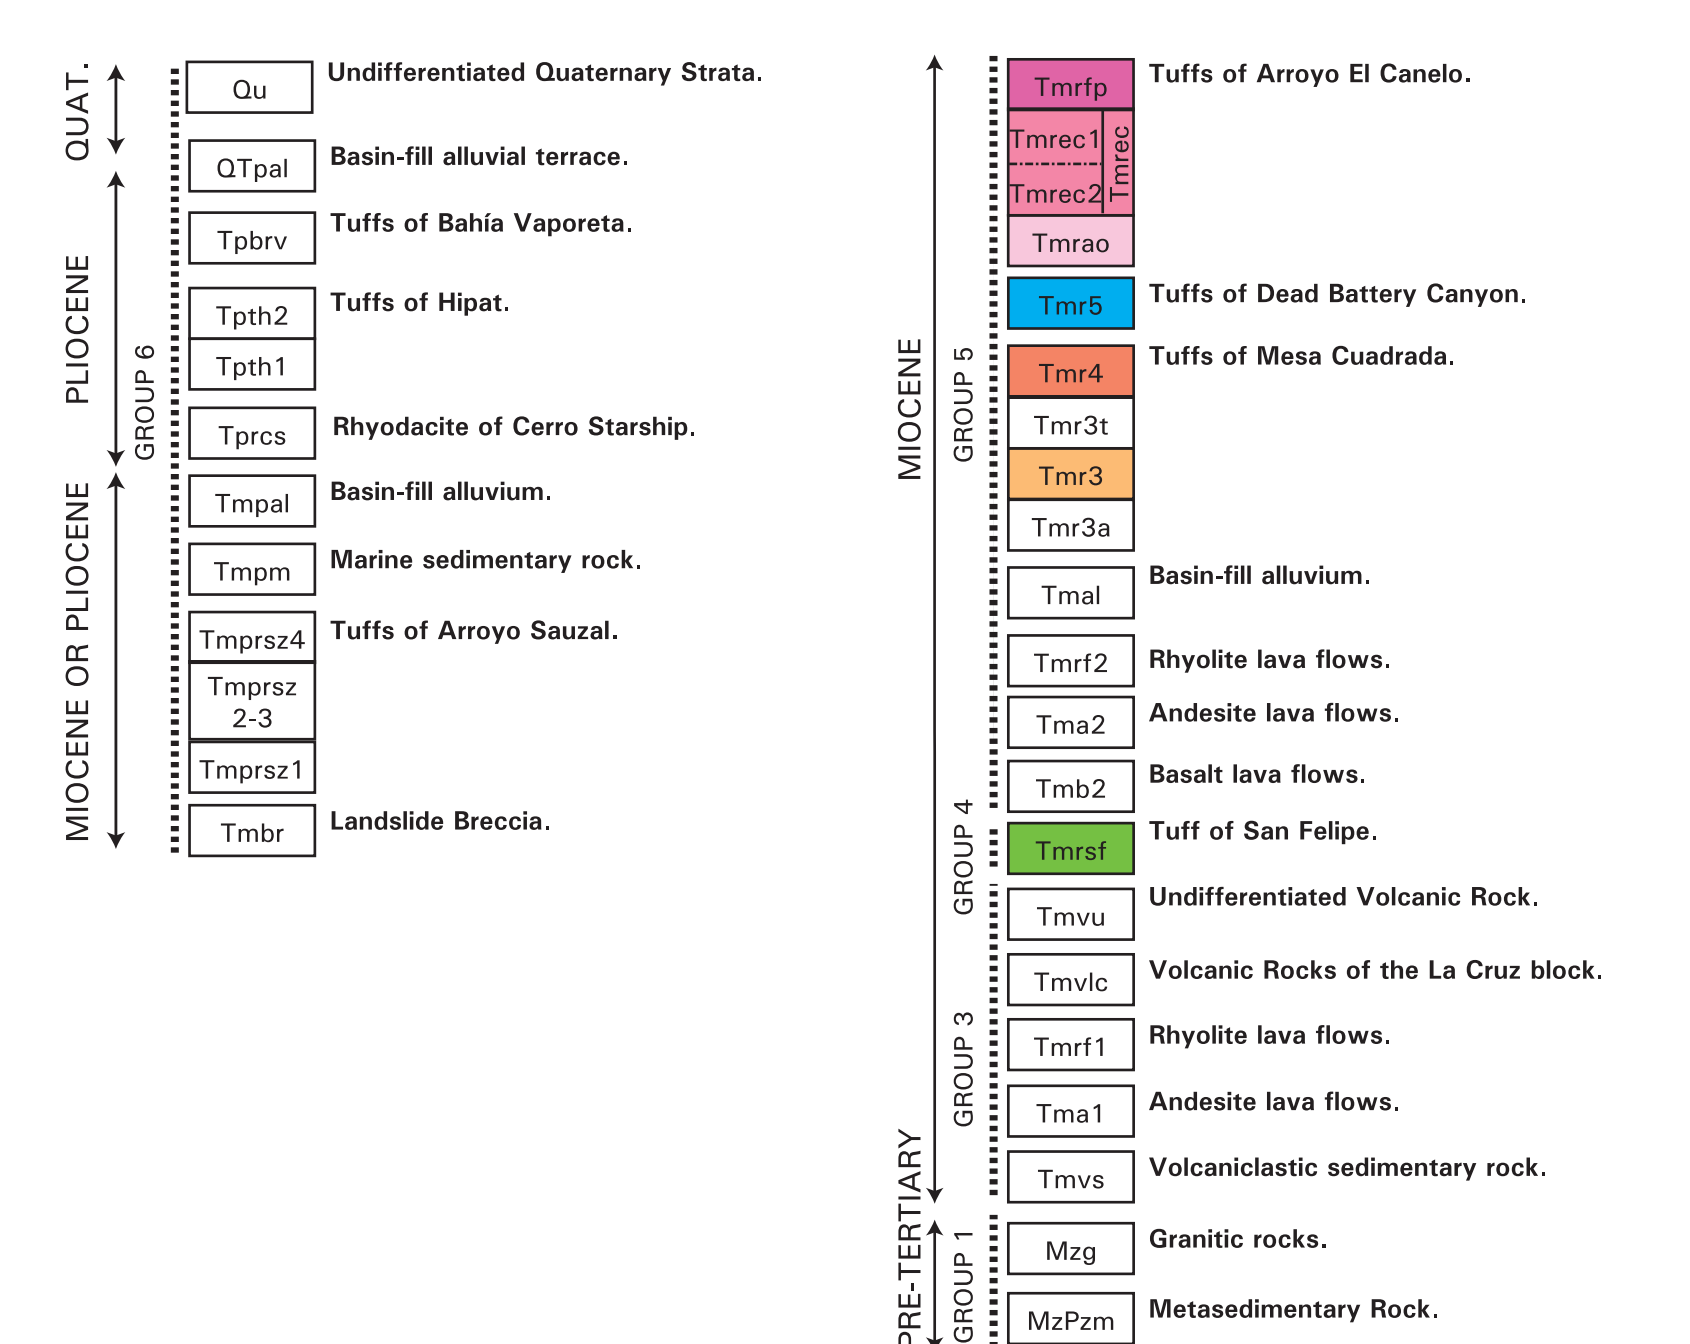 QUAT.
PLIOCENE
MIOCENE OR PLIOCENE
GROUP 6
Qu Undifferentiated Quaternary Strata.
QTpal Basin-fill alluvial terrace.
Tpbrv Tuffs of Bahía Vaporeta.
Tpth2 Tuffs of Hipat.
Tpth1
Tprcs Rhyodacite of Cerro Starship.
Tmpal Basin-fill alluvium.
Tmpm Marine sedimentary rock.
Tmprsz4 Tuffs of Arroyo Sauzal.
Tmprsz
2-3
Tmprsz1
Tmbr Landslide Breccia.
MIOCENE
PRE-TERTIARY
GROUP 5
GROUP 4
GROUP 3
GROUP 1
Tmrfp Tuffs of Arroyo El Canelo.
Tmrec1
Tmrec
Tmrec2
Tmrao
Tmr5 Tuffs of Dead Battery Canyon.
Tmr4 Tuffs of Mesa Cuadrada.
Tmr3t
Tmr3
Tmr3a
Tmal Basin-fill alluvium.
Tmrf2 Rhyolite lava flows.
Tma2 Andesite lava flows.
Tmb2 Basalt lava flows.
Tmrsf Tuff of San Felipe.
Tmvu Undifferentiated Volcanic Rock.
Tmvlc Volcanic Rocks of the La Cruz block.
Tmrf1 Rhyolite lava flows.
Tma1 Andesite lava flows.
Tmvs Volcaniclastic sedimentary rock.
Mzg Granitic rocks.
MzPzm Metasedimentary Rock.